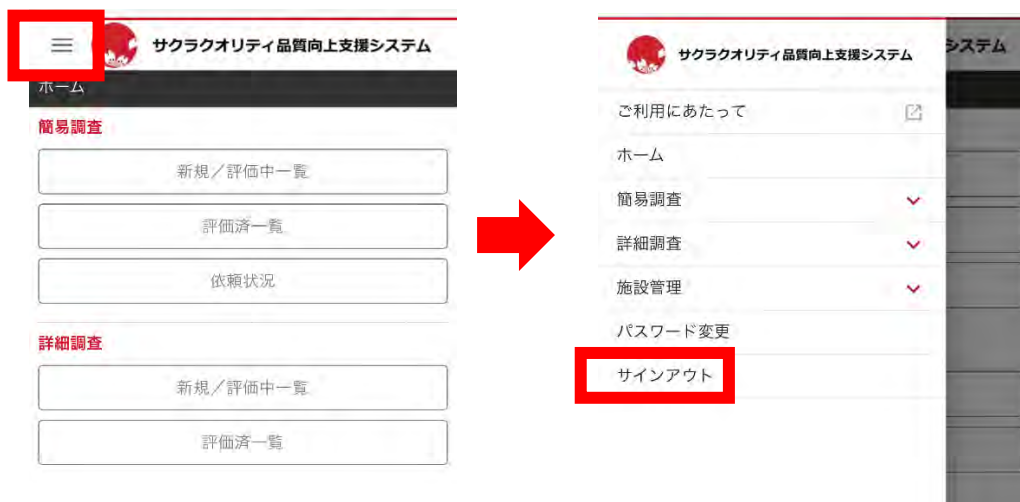 サクラクオリティ品質向上支援システム
ホーム
簡易調査
新規／評価中一覧
評価済一覧
依頼状況
詳細調査
新規／評価中一覧
評価済一覧
サクラクオリティ品質向上支援システム
システム
ご利用にあたって
ホーム
簡易調査
詳細調査
施設管理
パスワード変更
サインアウト